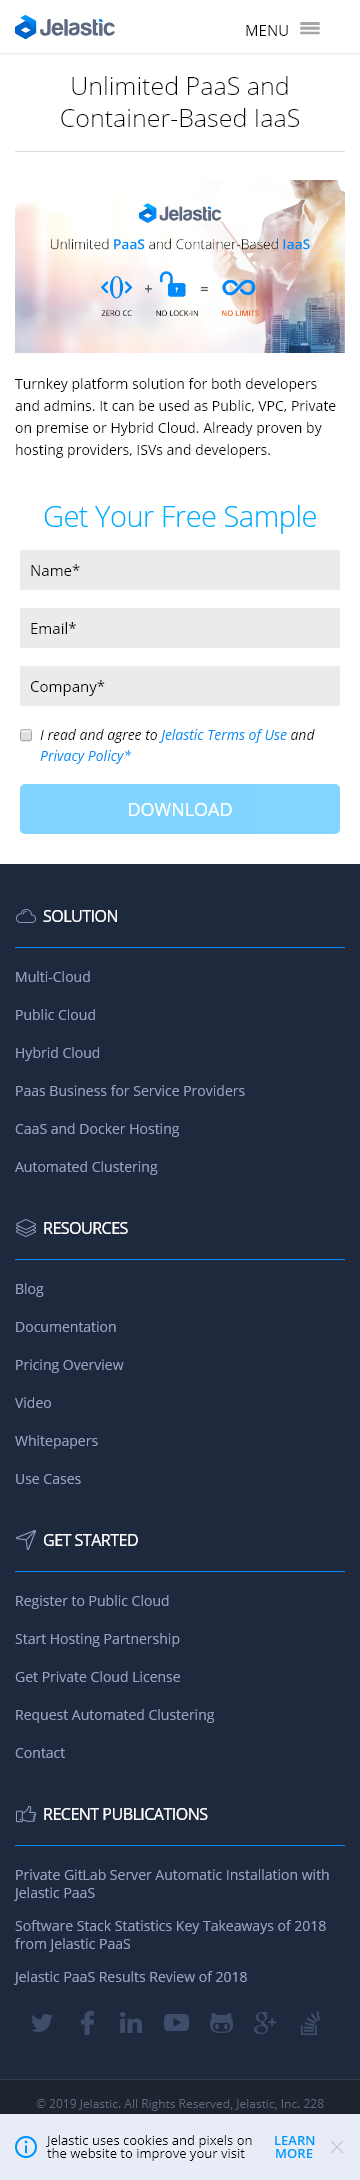 Jelastic
MENU
Unlimited PaaS and
Container-Based IaaS
Jelastic
Unlimited PaaS and Container-Based IaaS
+ =
ZERO CC NO LOCK-IN NO LIMITS
Turnkey platform solution for both developers
and admins. It can be used as Public, VPC, Private
on premise or Hybrid Cloud. Already proven by
hosting providers, ISVs and developers.
Get Your Free Sample
Name*
Email*
Company*
I read and agree to Jelastic Terms of Use and
Privacy Policy*
DOWNLOAD
SOLUTION
Multi-Cloud
Public Cloud
Hybrid Cloud
Paas Business for Service Providers
CaaS and Docker Hosting
Automated Clustering
RESOURCES
Blog
Documentation
Pricing Overview
Video
Whitepapers
Use Cases
GET STARTED
Register to Public Cloud
Start Hosting Partnership
Get Private Cloud License
Request Automated Clustering
Contact
RECENT PUBLICATIONS
Private GitLab Server Automatic Installation with
Jelastic PaaS
Software Stack Statistics Key Takeaways of 2018
from Jelastic PaaS
Jelastic PaaS Results Review of 2018
© 2019 Jelastic. All Rights Reserved, Jelastic, Inc. 228
Jelastic uses cookies and pixels on
the website to improve your visit
LEARN
MORE